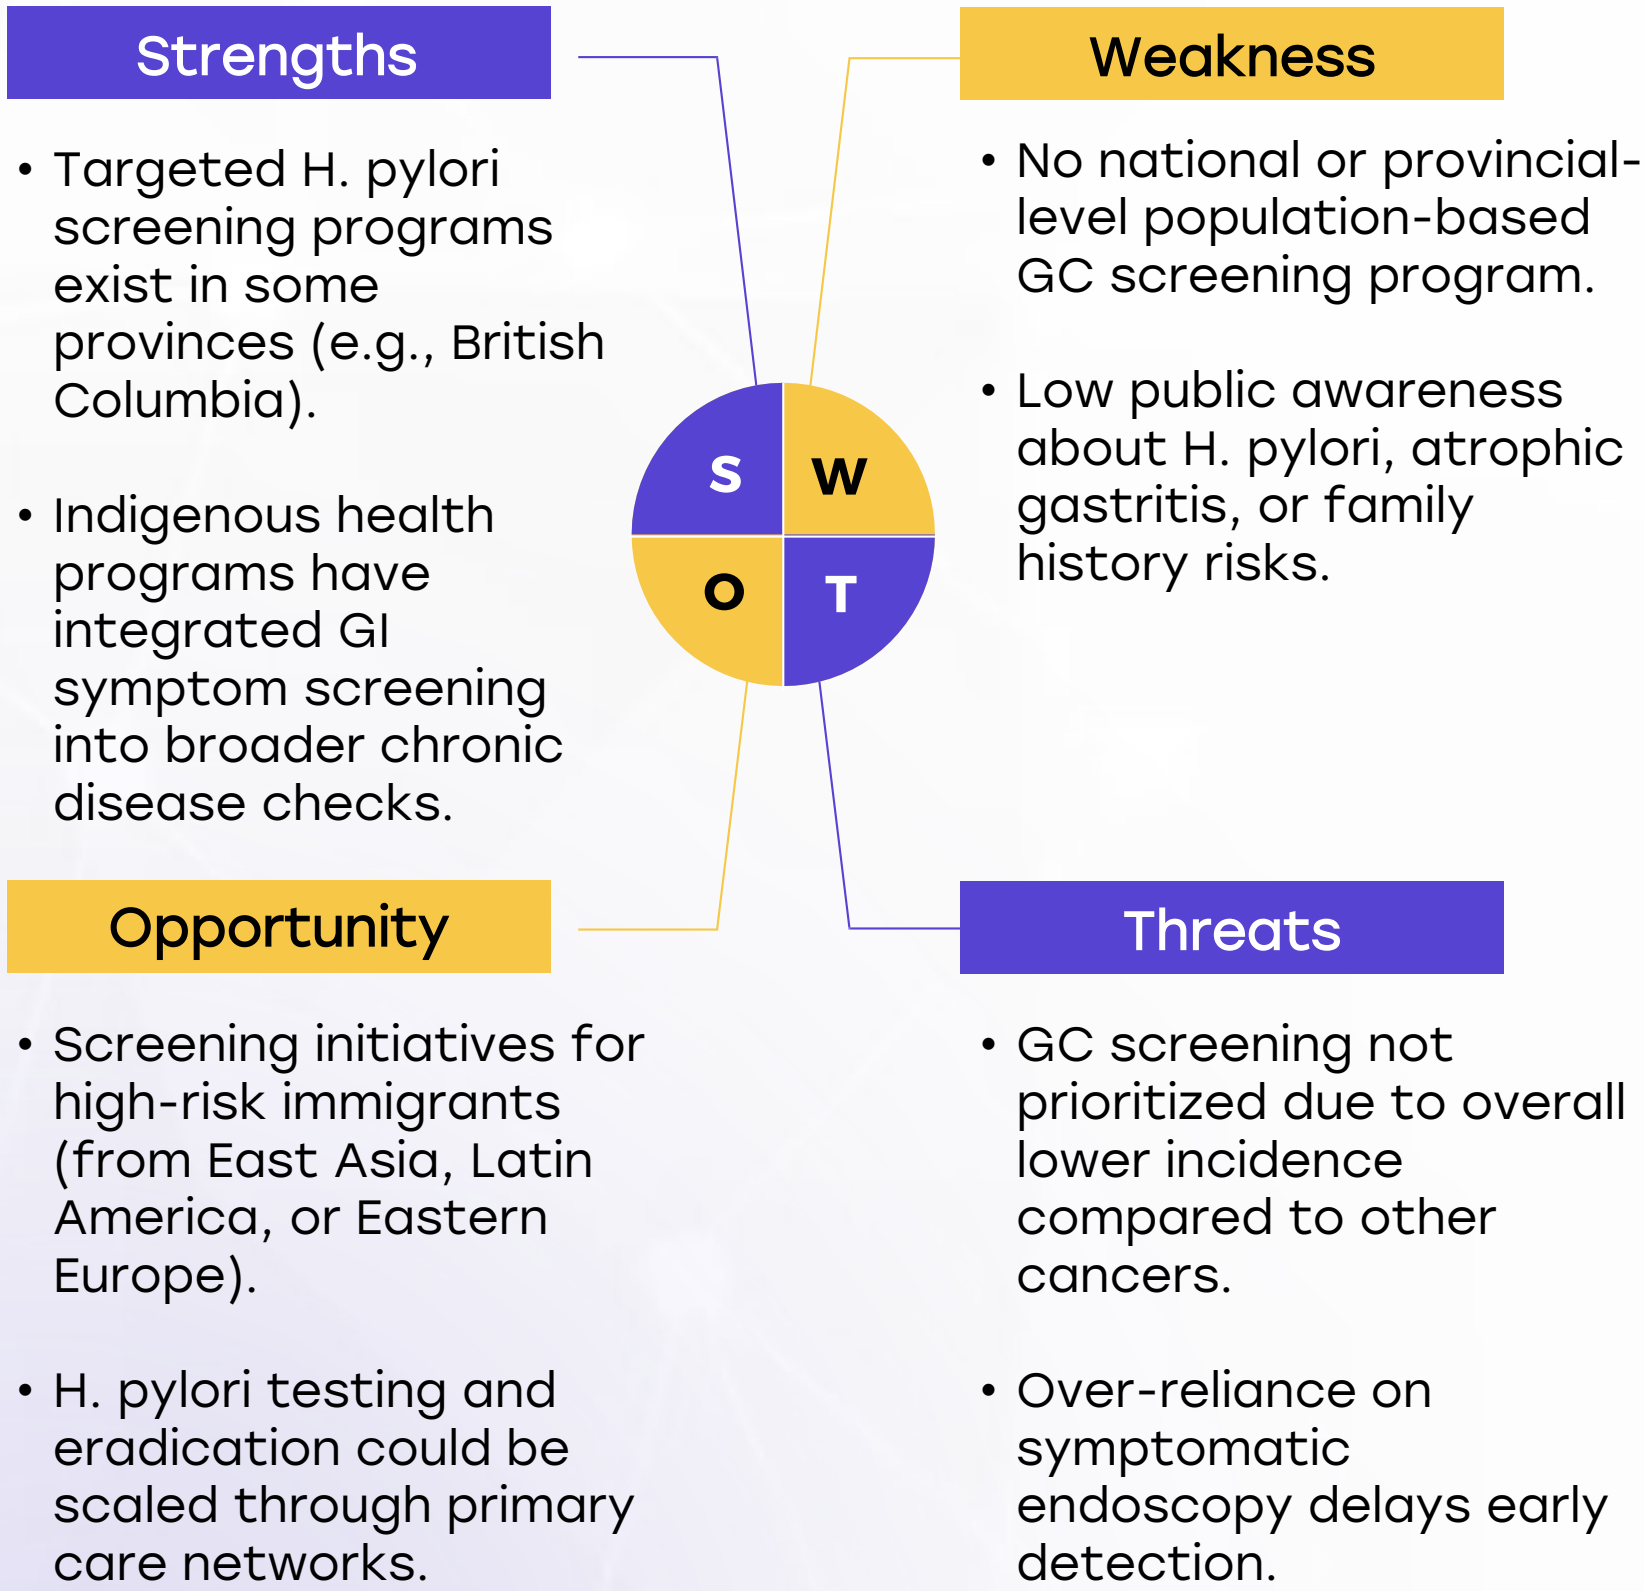 Strengths
• Targeted H. pylori
screening programs
exist in some
provinces (e.g., British
Columbia).
• Indigenous health
programs have
integrated GI
symptom screening
into broader chronic
disease checks.
Weakness
• No national or provincial-
level population-based
GC screening program.
• Low public awareness
about H. pylori, atrophic
gastritis, or family
history risks.
S
W
O
T
Opportunity
• Screening initiatives for
high-risk immigrants
(from East Asia, Latin
America, or Eastern
Europe).
• H. pylori testing and
eradication could be
scaled through primary
care networks.
Threats
• GC screening not
prioritized due to overall
lower incidence
compared to other
cancers.
• Over-reliance on
symptomatic
endoscopy delays early
detection.